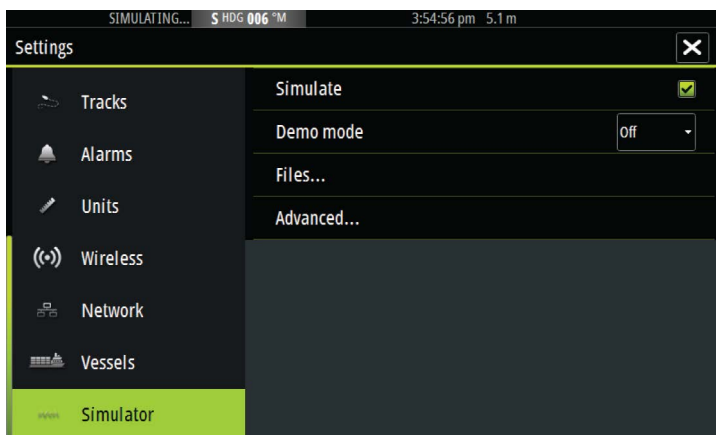 SIMULATING... S HDG 006 °M 3:54:56 pm 5.1 m
Settings
Tracks
Alarms
Units
Wireless
Network
Vessels
Simulator
Simulate
Demo mode Off
Files...
Advanced...